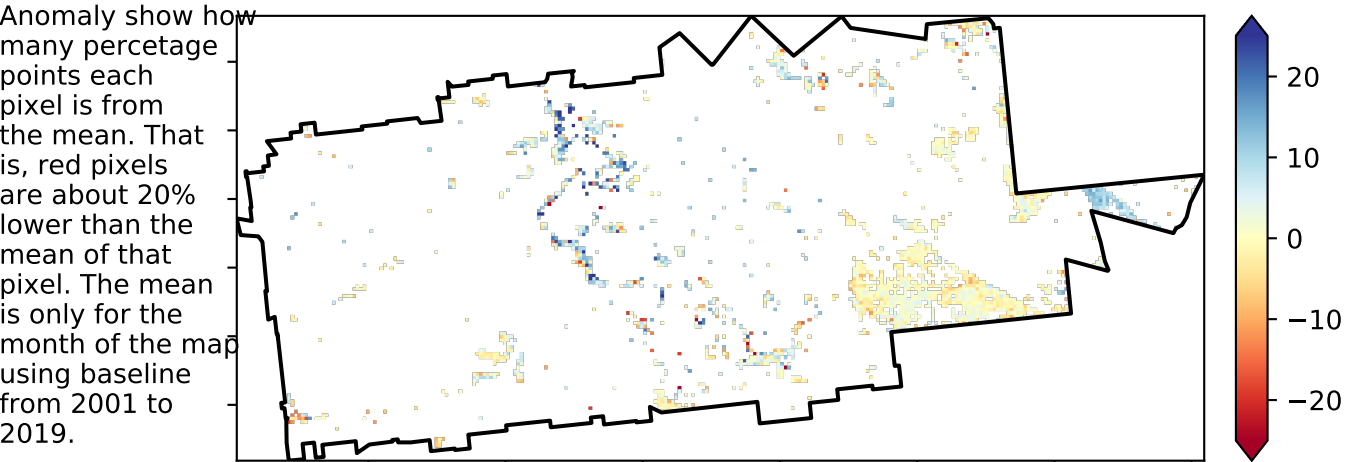 Anomaly show how
many percetage
points each
pixel is from
the mean. That
is, red pixels
are about 20%
lower than the
mean of that
pixel. The mean
is only for the
month of the map
using baseline
from 2001 to
2019.
20
10
0
−10
−20